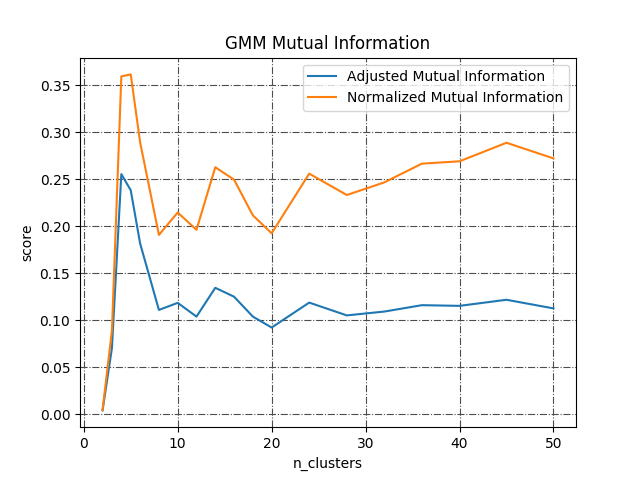 GMM Mutual Information
Adjusted Mutual Information
Normalized Mutual Information
score
0.35
0.30
0.25
0.20
0.15
0.10
0.05
0.00
0 10 20 30 40 50
n_clusters